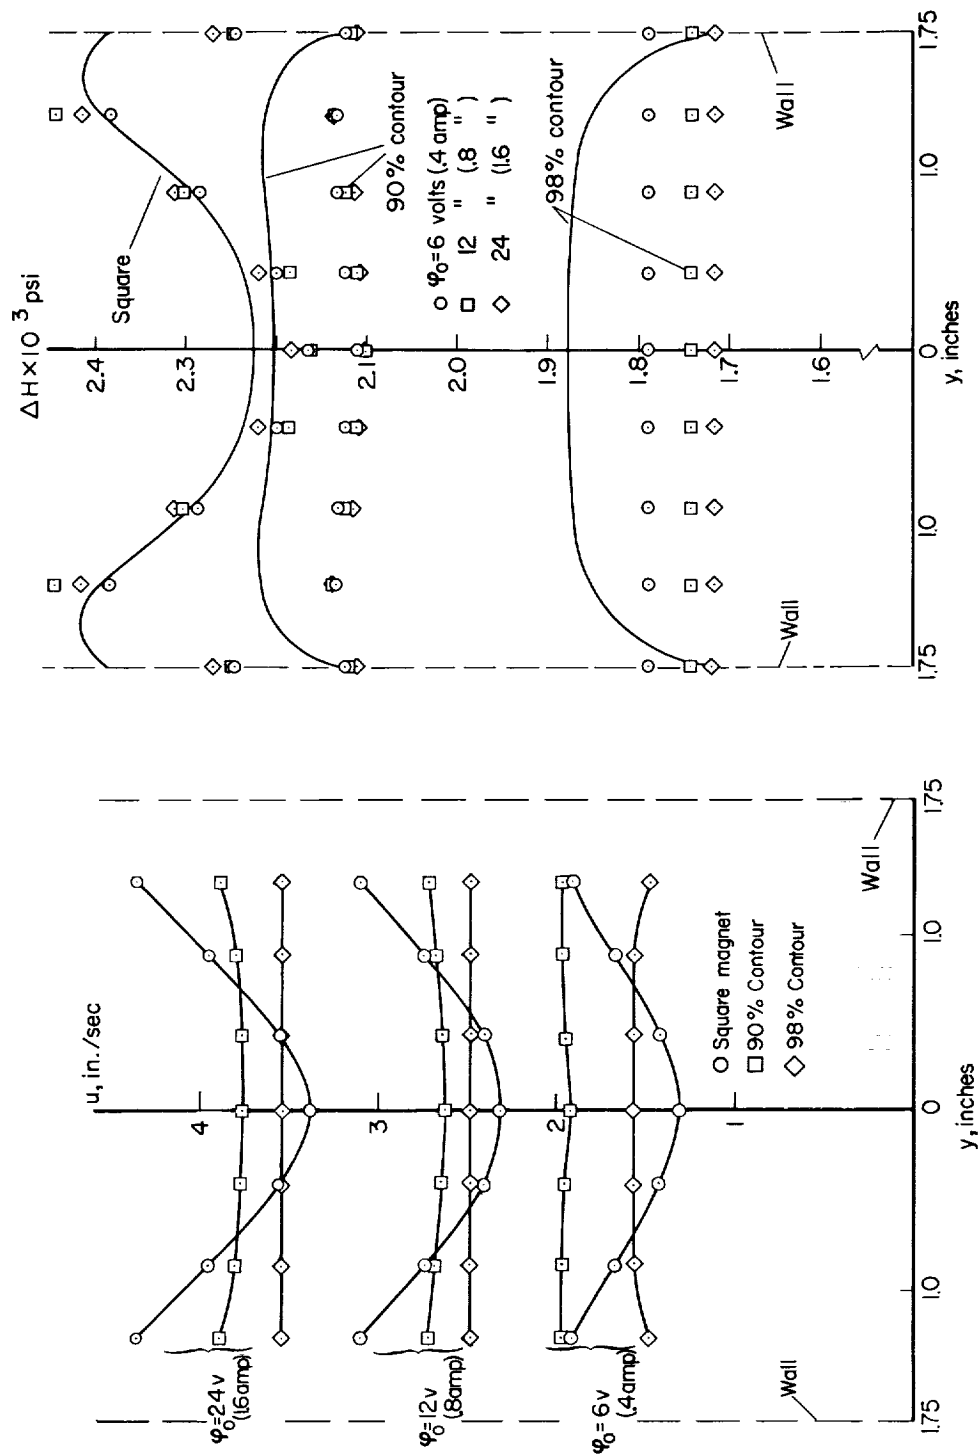 u, in./sec
4
3
2
1
φ₀=24v
(1.6amp)
φ₀=12v
(.8amp)
φ₀=6v
(.4amp)
○ Square magnet
□ 90% Contour
◇ 98% Contour
Wall
Wall
1.75
1.0
0
1.0
1.75
y, inches
ΔH×10³psi
2.4
2.3
2.1
2.0
1.9
1.8
1.7
1.6
Square
90% contour
○ φ₀=6 volts (.4 amp)
□ 12 " (.8 " )
◇ 24 " (1.6 " )
98% contour
Wall
Wall
1.75
1.0
0
1.0
1.75
y, inches